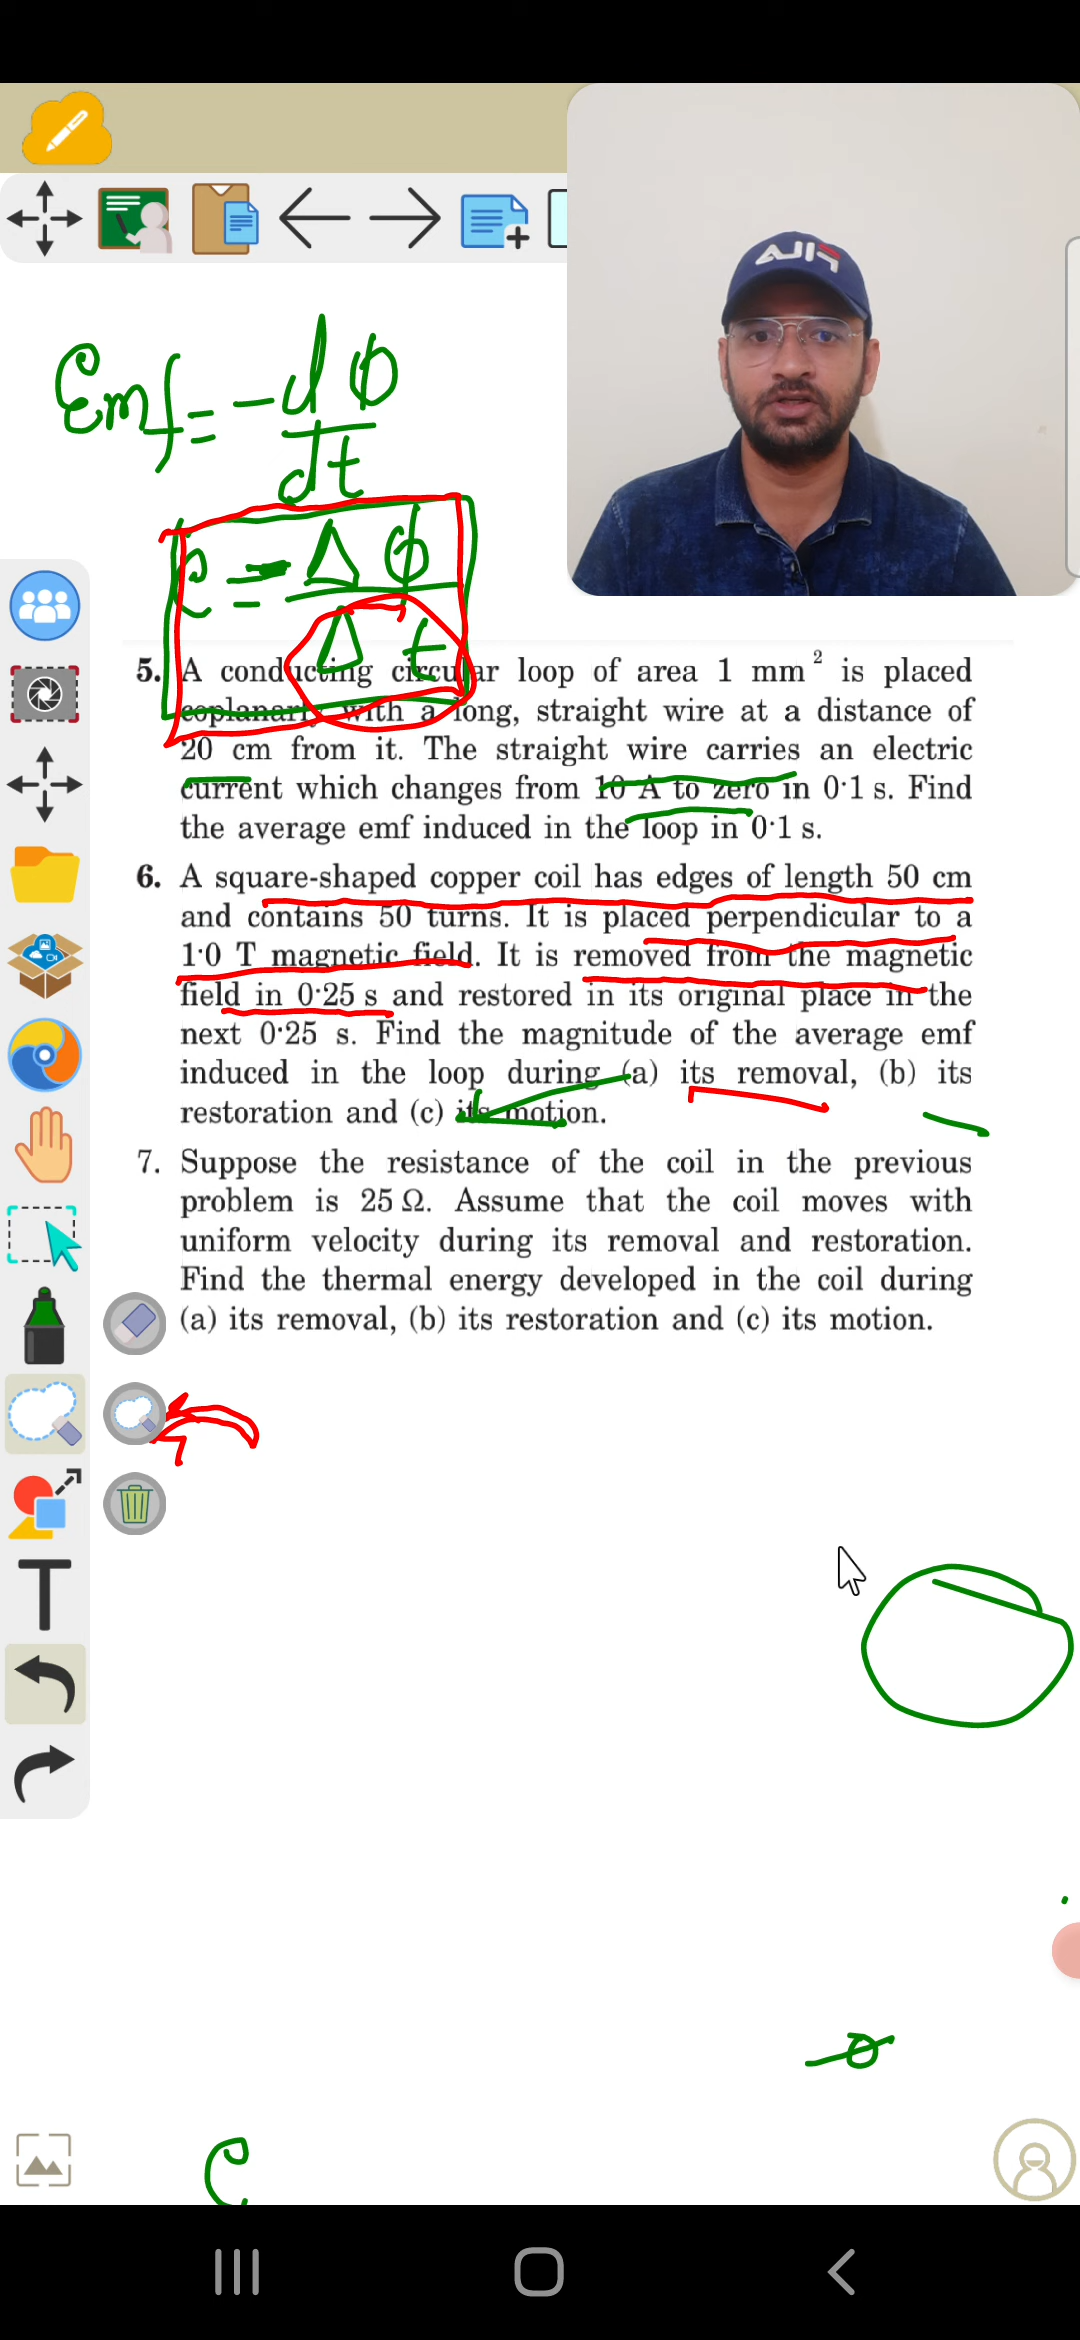 AJIO
Emf = - dϕ
dt
e = - Δ ϕ
Δ t
5. A conducting circular loop of area 1 mm² is placed
coplanarly with a long, straight wire at a distance of
20 cm from it. The straight wire carries an electric
current which changes from 10 A to zero in 0·1 s. Find
the average emf induced in the loop in 0·1 s.
6. A square-shaped copper coil has edges of length 50 cm
and contains 50 turns. It is placed perpendicular to a
1·0 T magnetic field. It is removed from the magnetic
field in 0·25 s and restored in its original place in the
next 0·25 s. Find the magnitude of the average emf
induced in the loop during (a) its removal, (b) its
restoration and (c) its motion.
7. Suppose the resistance of the coil in the previous
problem is 25 Ω. Assume that the coil moves with
uniform velocity during its removal and restoration.
Find the thermal energy developed in the coil during
(a) its removal, (b) its restoration and (c) its motion.
T